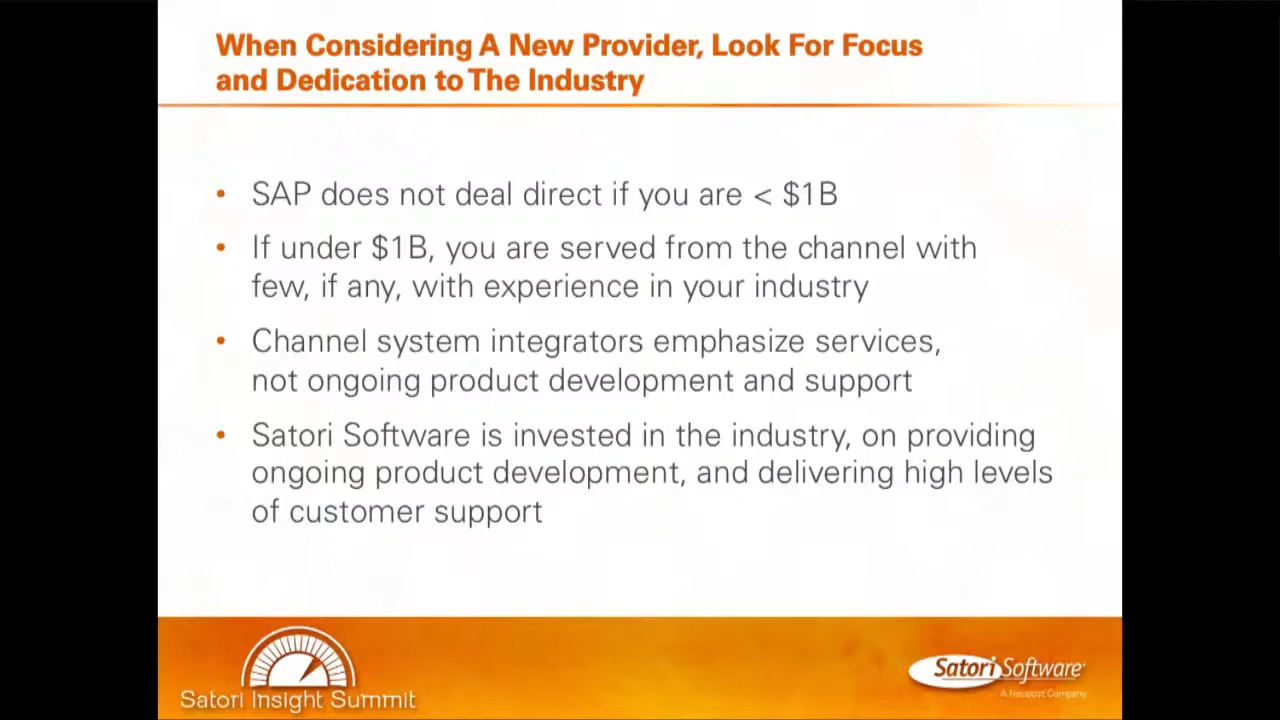 When Considering A New Provider, Look For Focus
and Dedication to The Industry
• SAP does not deal direct if you are < $1B
• If under $1B, you are served from the channel with
few, if any, with experience in your industry
• Channel system integrators emphasize services,
not ongoing product development and support
• Satori Software is invested in the industry, on providing
ongoing product development, and delivering high levels
of customer support
Satori Insight Summit
Satori Software®
A Neopost Company